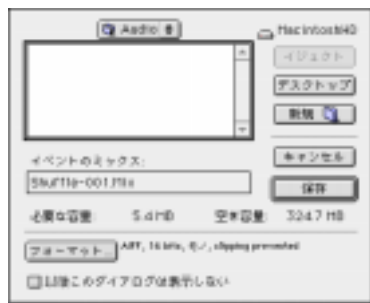 Audio
MacintoshHD
イジェクト
デスクトップ
新規
イベントのミックス:
キャンセル
Shuffle-001.Mix
保存
必要な容量: 5.4 MB 空き容量: 324.7 MB
フォーマット... AIFF, 16 bits, モノ, clipping prevented
以後このダイアログは表示しない